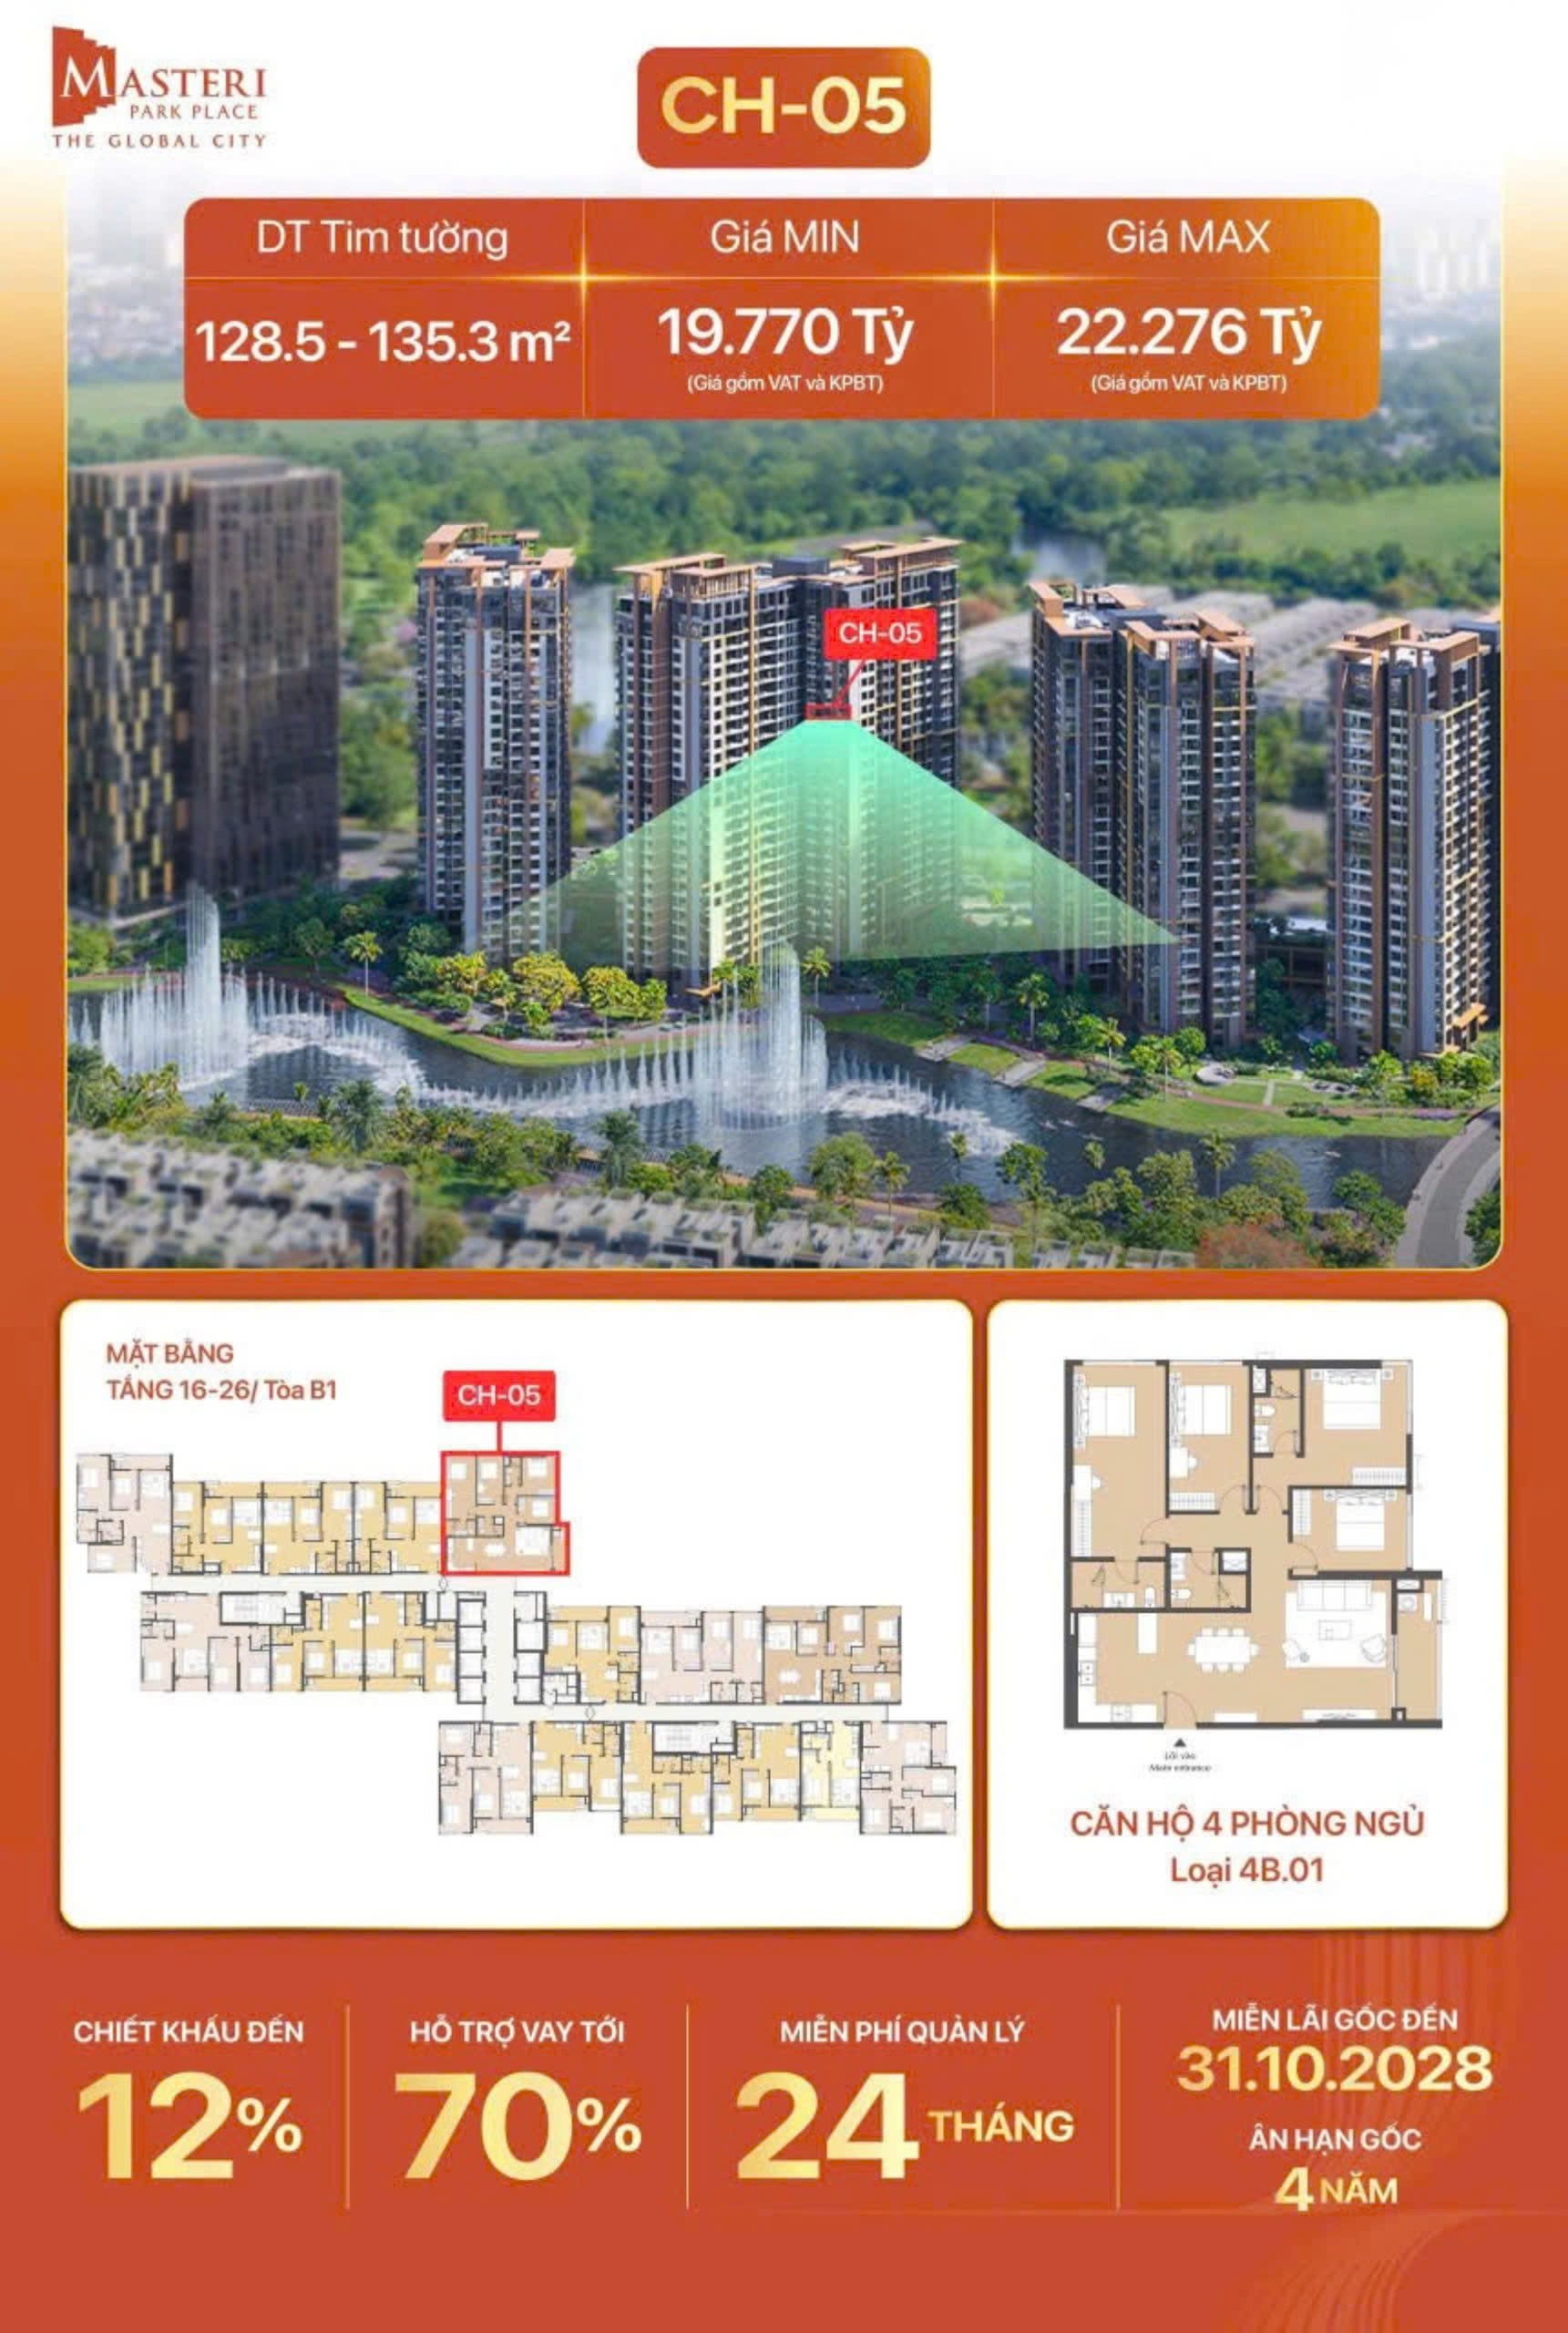 MASTERI
PARK PLACE
THE GLOBAL CITY
CH-05
DT Tim tường
Giá MIN
Giá MAX
128.5 - 135.3 m²
19.770 Tỷ
(Giá gồm VAT và KPBT)
22.276 Tỷ
(Giá gồm VAT và KPBT)
CH-05
MẶT BẰNG
TẦNG 16-26/ Tòa B1
CH-05
Lối vào
Main entrance
CĂN HỘ 4 PHÒNG NGỦ
Loại 4B.01
CHIẾT KHẤU ĐẾN
12%
HỖ TRỢ VAY TỚI
70%
MIỄN PHÍ QUẢN LÝ
24 THÁNG
MIỄN LÃI GỐC ĐẾN
31.10.2028
ÂN HẠN GỐC
4 NĂM